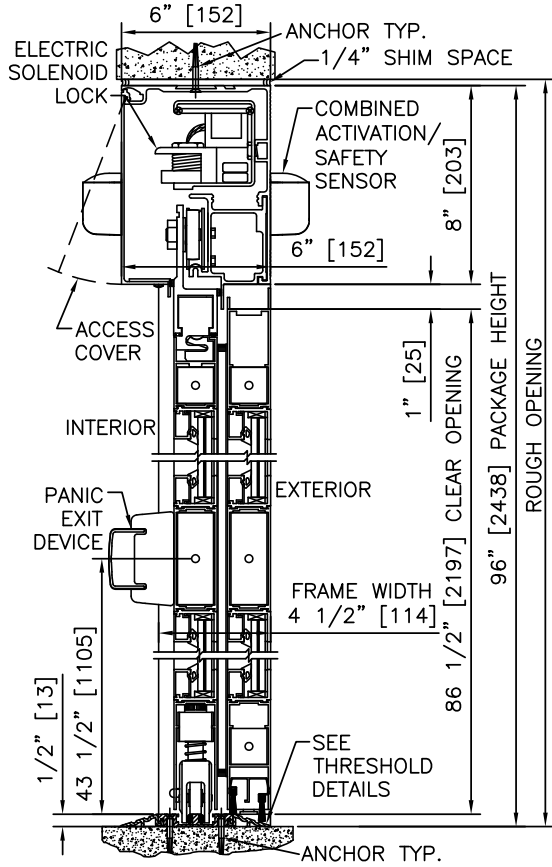 6" [152]
ANCHOR TYP.
1/4" SHIM SPACE
ELECTRIC
SOLENOID
LOCK
COMBINED
ACTIVATION/
SAFETY
SENSOR
8" [203]
6" [152]
ACCESS
COVER
1" [25]
INTERIOR
EXTERIOR
PANIC
EXIT
DEVICE
FRAME WIDTH
4 1/2" [114]
86 1/2" [2197] CLEAR OPENING
96" [2438] PACKAGE HEIGHT
ROUGH OPENING
1/2" [13]
43 1/2" [1105]
SEE
THRESHOLD
DETAILS
ANCHOR TYP.